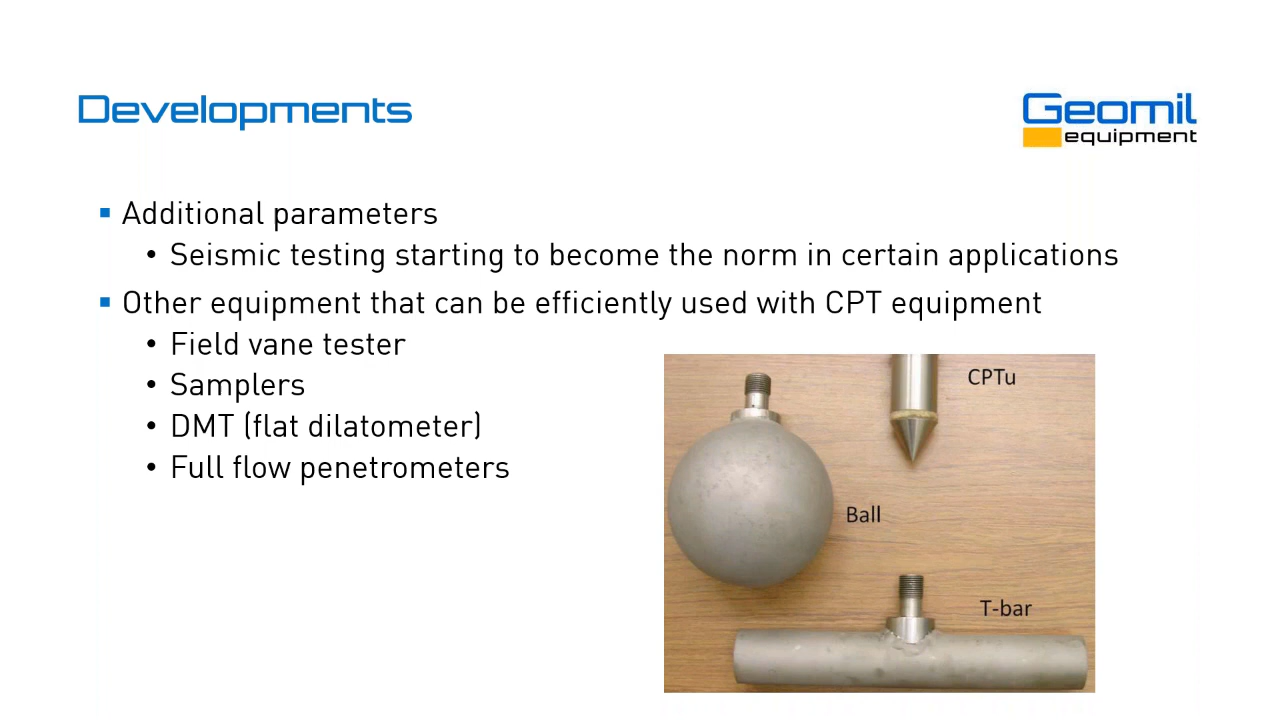 Developments
Geomil
equipment
Additional parameters
Seismic testing starting to become the norm in certain applications
Other equipment that can be efficiently used with CPT equipment
Field vane tester
Samplers
DMT (flat dilatometer)
Full flow penetrometers
CPTu
Ball
T-bar